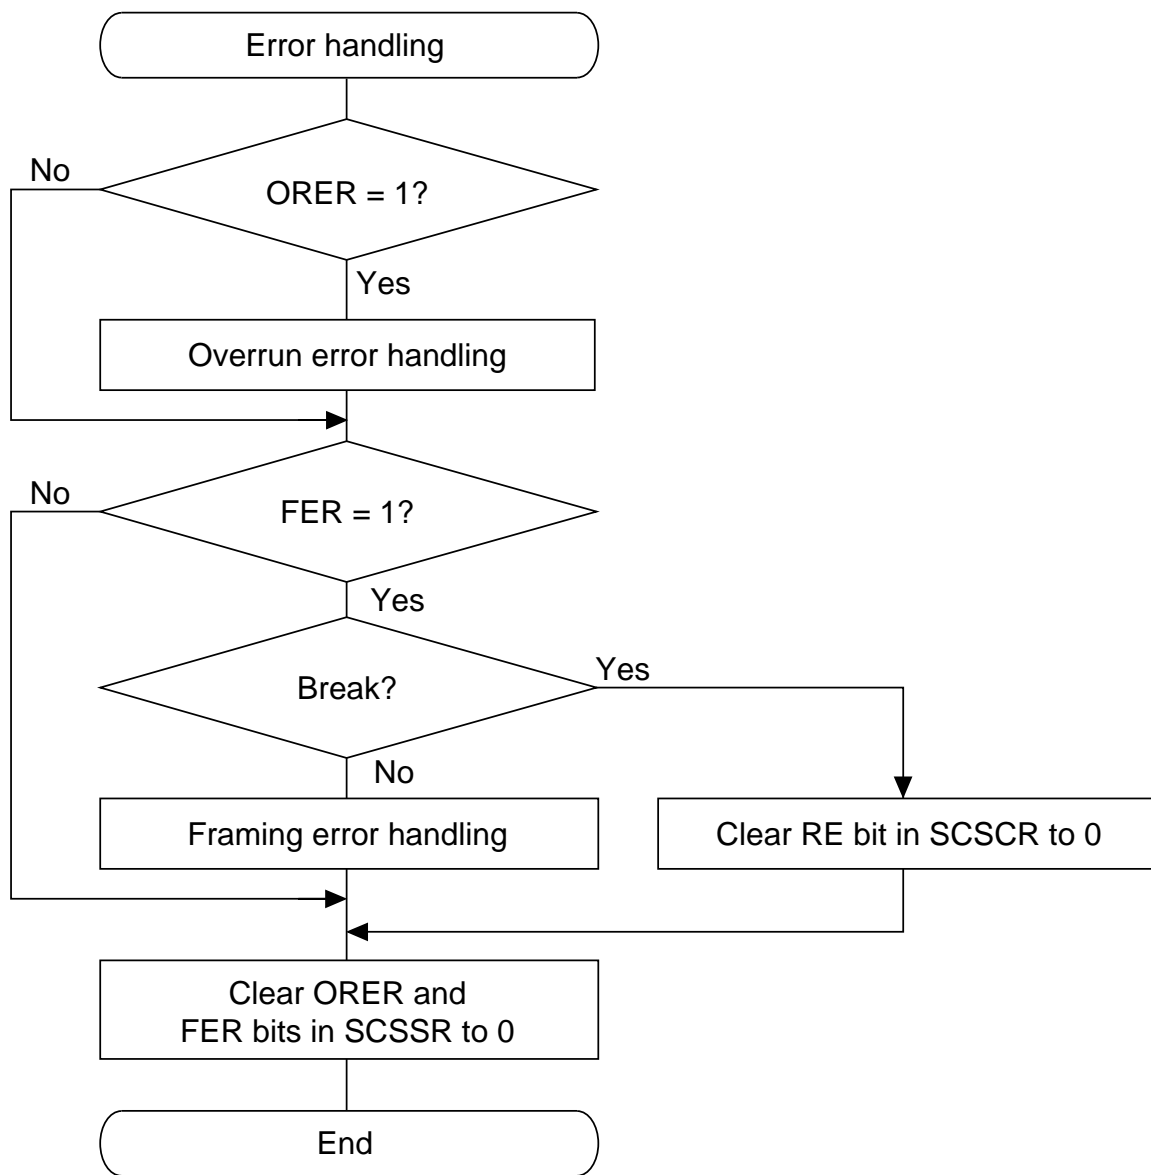 Error handling
No
ORER = 1?
Yes
Overrun error handling
No
FER = 1?
Yes
Yes
Break?
No
Framing error handling
Clear RE bit in SCSCR to 0
Clear ORER and
FER bits in SCSSR to 0
End